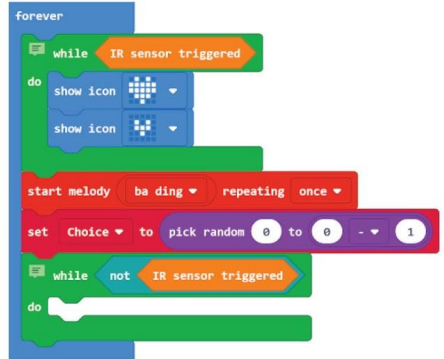 forever
while IR sensor triggered
do
show icon
show icon
start melody ba ding repeating once
set Choice to pick random 0 to 0 - 1
while not IR sensor triggered
do